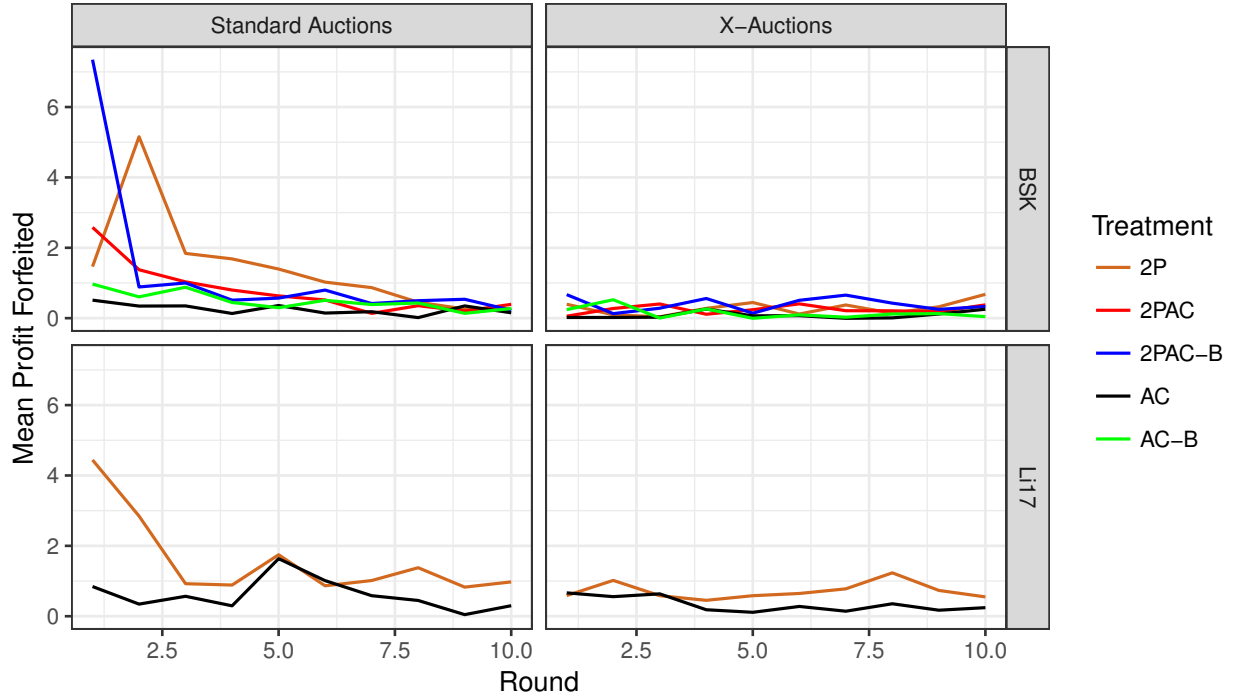 Standard Auctions
X−Auctions
6
4
2
0
BSK
6
4
2
0
Li17
Mean Profit Forfeited
2.5
5.0
7.5
10.0
2.5
5.0
7.5
10.0
Round
Treatment
2P
2PAC
2PAC−B
AC
AC−B